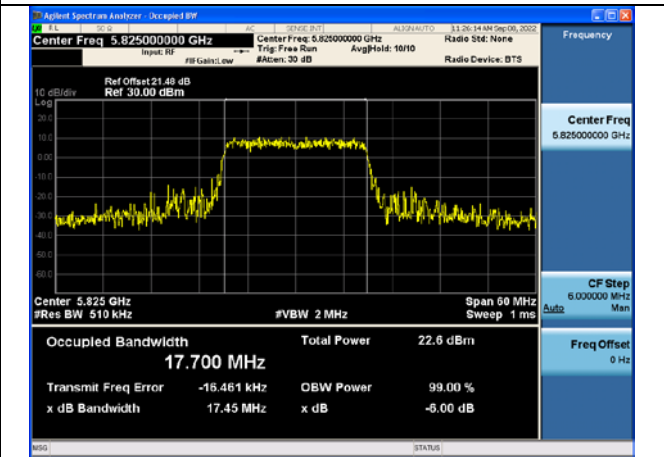 Agilent Spectrum Analyzer - Occupied BW
RL 50 Ω AC SENSE:INT ALIGNAUTO 11:26:14 AM Sep 08, 2022
Center Freq 5.825000000 GHz
Center Freq: 5.825000000 GHz
Radio Std: None
Input: RF
Trig: Free Run Avg|Hold: 10/10
#IFGain:Low
#Atten: 30 dB
Radio Device: BTS
Frequency
Ref Offset 21.48 dB
10 dB/div Ref 30.00 dBm
Log
20.0
10.0
0.00
-10.0
-20.0
-30.0
-40.0
-50.0
-60.0
Center Freq
5.825000000 GHz
Center 5.825 GHz
Span 60 MHz
#Res BW 510 kHz
#VBW 2 MHz
Sweep 1 ms
CF Step
6.000000 MHz
Auto Man
Occupied Bandwidth
17.700 MHz
Total Power 22.6 dBm
Transmit Freq Error -16.461 kHz
OBW Power 99.00 %
x dB Bandwidth 17.45 MHz
x dB -6.00 dB
Freq Offset
0 Hz
MSG
STATUS